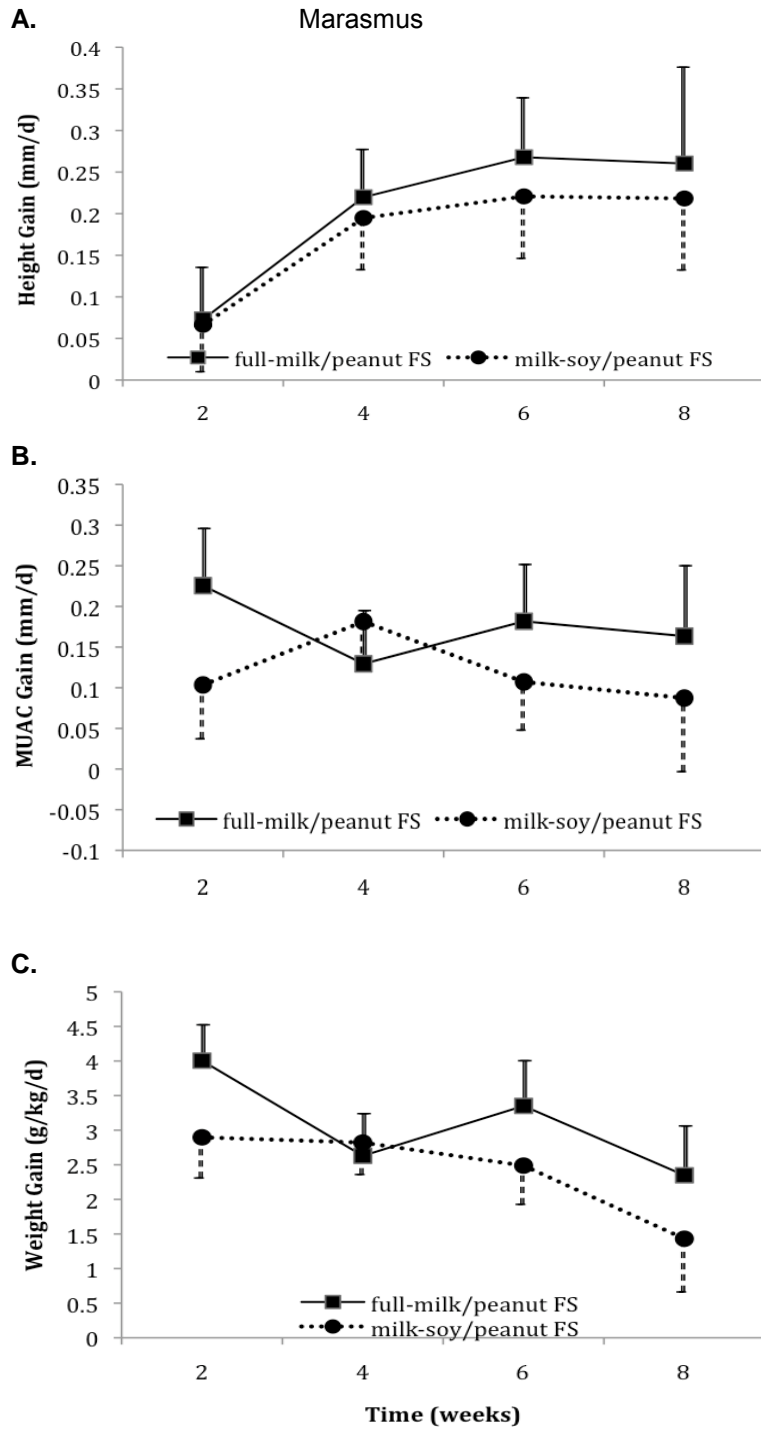 A.
Marasmus
Height Gain (mm/d)
0.4
0.35
0.3
0.25
0.2
0.15
0.1
0.05
0
full-milk/peanut FS milk-soy/peanut FS
2 4 6 8
B.
MUAC Gain (mm/d)
0.35
0.3
0.25
0.2
0.15
0.1
0.05
0
-0.05
-0.1
full-milk/peanut FS milk-soy/peanut FS
2 4 6 8
C.
Weight Gain (g/kg/d)
5
4.5
4
3.5
3
2.5
2
1.5
1
0.5
0
full-milk/peanut FS
milk-soy/peanut FS
2 4 6 8
Time (weeks)